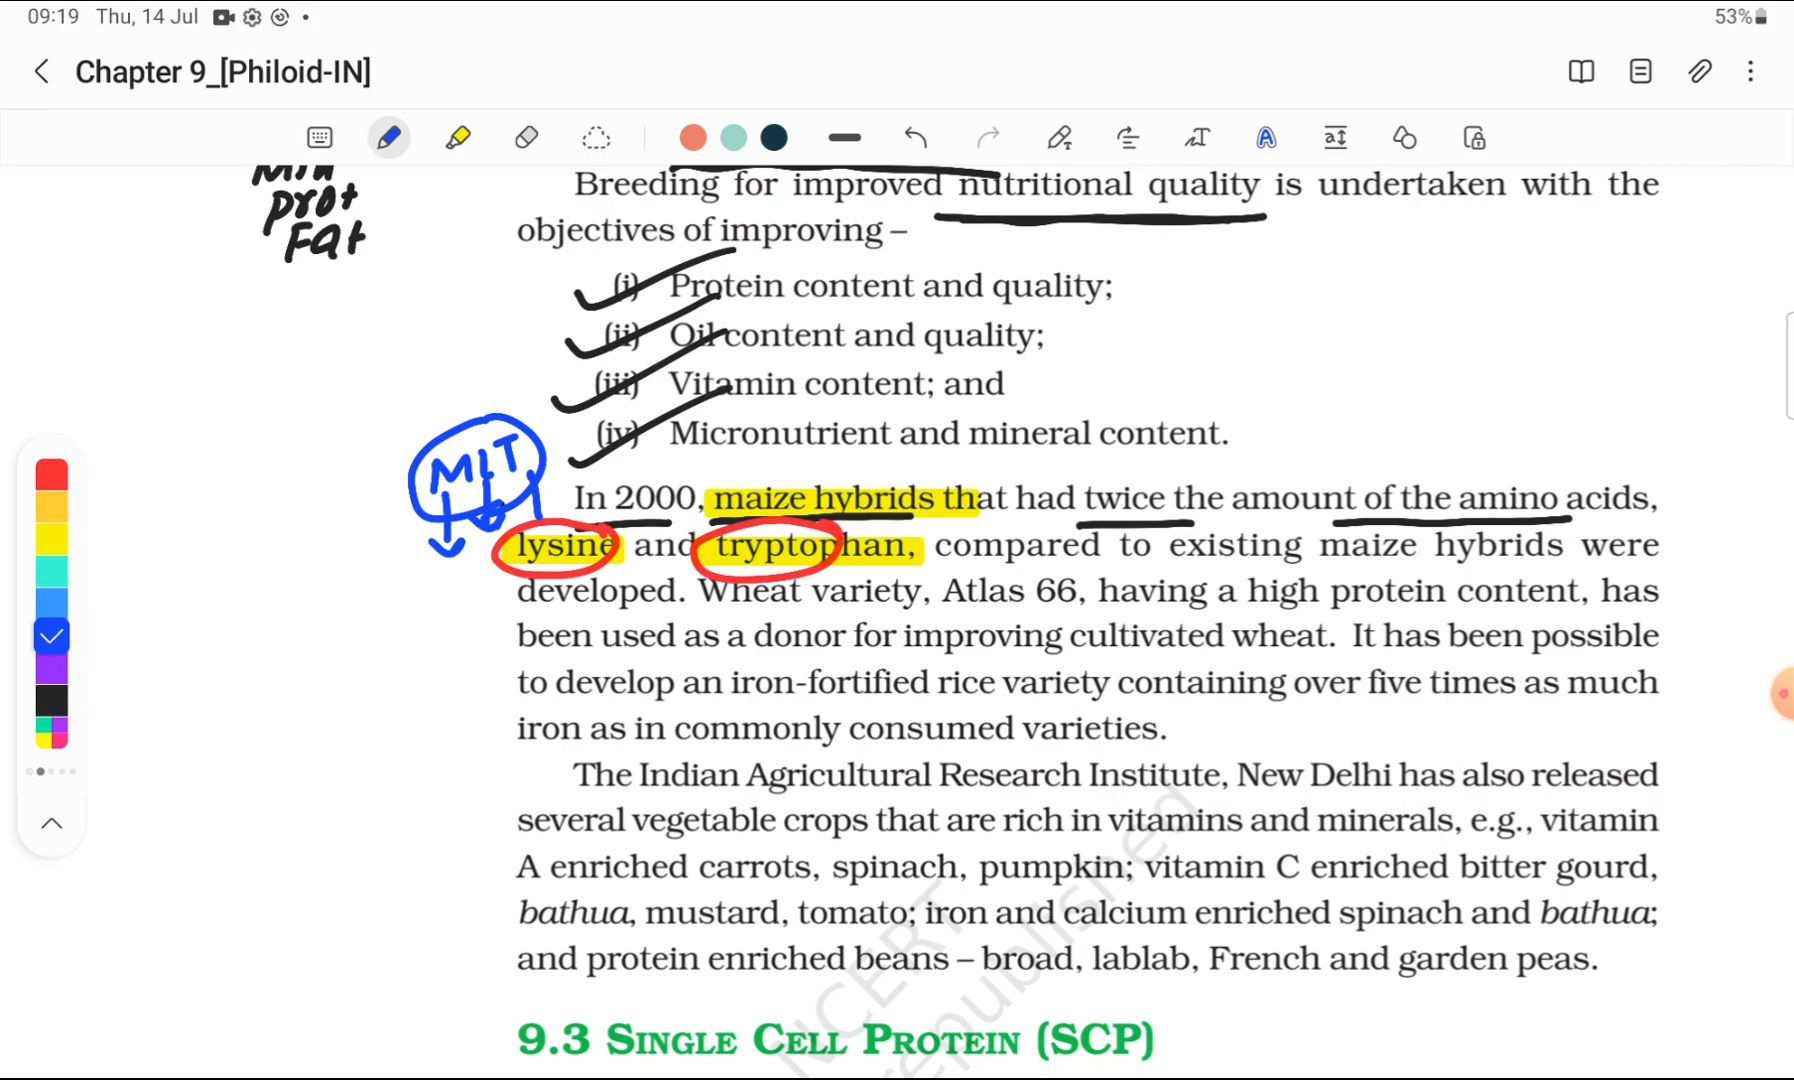 09:19 Thu, 14 Jul
53%
Chapter 9_[Philoid-IN]
prot
Fat
Breeding for improved nutritional quality is undertaken with the
objectives of improving –
(i) Protein content and quality;
(ii) Oil content and quality;
(iii) Vitamin content; and
(iv) Micronutrient and mineral content.
MLT
In 2000, maize hybrids that had twice the amount of the amino acids,
lysine and tryptophan, compared to existing maize hybrids were
developed. Wheat variety, Atlas 66, having a high protein content, has
been used as a donor for improving cultivated wheat. It has been possible
to develop an iron-fortified rice variety containing over five times as much
iron as in commonly consumed varieties.
The Indian Agricultural Research Institute, New Delhi has also released
several vegetable crops that are rich in vitamins and minerals, e.g., vitamin
A enriched carrots, spinach, pumpkin; vitamin C enriched bitter gourd,
bathua, mustard, tomato; iron and calcium enriched spinach and bathua;
and protein enriched beans – broad, lablab, French and garden peas.
9.3 SINGLE CELL PROTEIN (SCP)
NCERT
republished